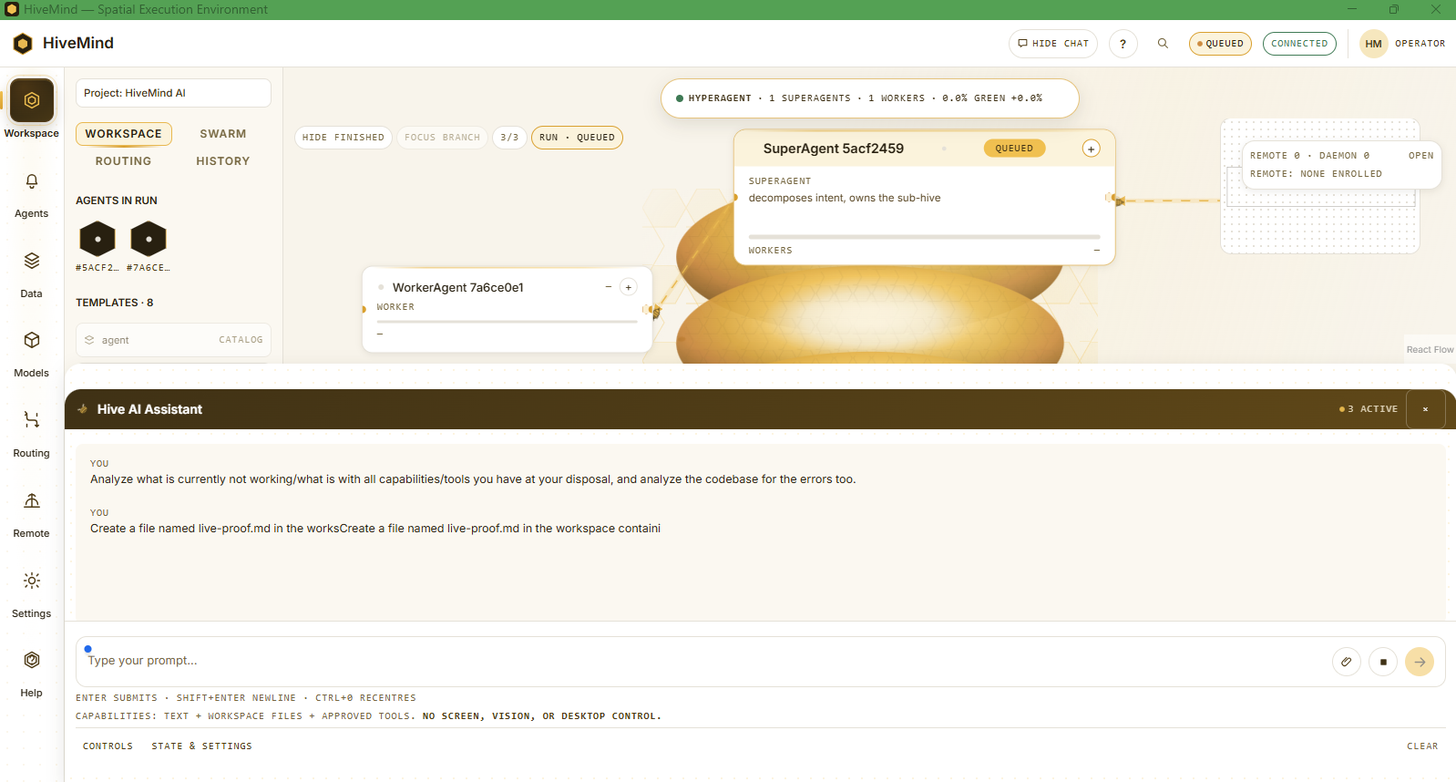 HiveMind — Spatial Execution Environment
HiveMind
HIDE CHAT
?
QUEUED
CONNECTED
HM
OPERATOR
Workspace
Agents
Data
Models
Routing
Remote
Settings
Help
Project: HiveMind AI
WORKSPACE
SWARM
ROUTING
HISTORY
AGENTS IN RUN
#5ACF2… #7A6CE…
TEMPLATES · 8
agent
CATALOG
HIDE FINISHED
FOCUS BRANCH
3/3
RUN · QUEUED
HYPERAGENT · 1 SUPERAGENTS · 1 WORKERS · 0.0% GREEN +0.0%
SuperAgent 5acf2459
QUEUED
+
SUPERAGENT
decomposes intent, owns the sub-hive
WORKERS
—
WorkerAgent 7a6ce0e1
—
+
WORKER
—
REMOTE 0 · DAEMON 0
OPEN
REMOTE: NONE ENROLLED
React Flow
Hive AI Assistant
3 ACTIVE
×
YOU
Analyze what is currently not working/what is with all capabilities/tools you have at your disposal, and analyze the codebase for the errors too.
YOU
Create a file named live-proof.md in the worksCreate a file named live-proof.md in the workspace containi
Type your prompt...
ENTER SUBMITS · SHIFT+ENTER NEWLINE · CTRL+0 RECENTRES
CAPABILITIES: TEXT + WORKSPACE FILES + APPROVED TOOLS. NO SCREEN, VISION, OR DESKTOP CONTROL.
CONTROLS
STATE & SETTINGS
CLEAR